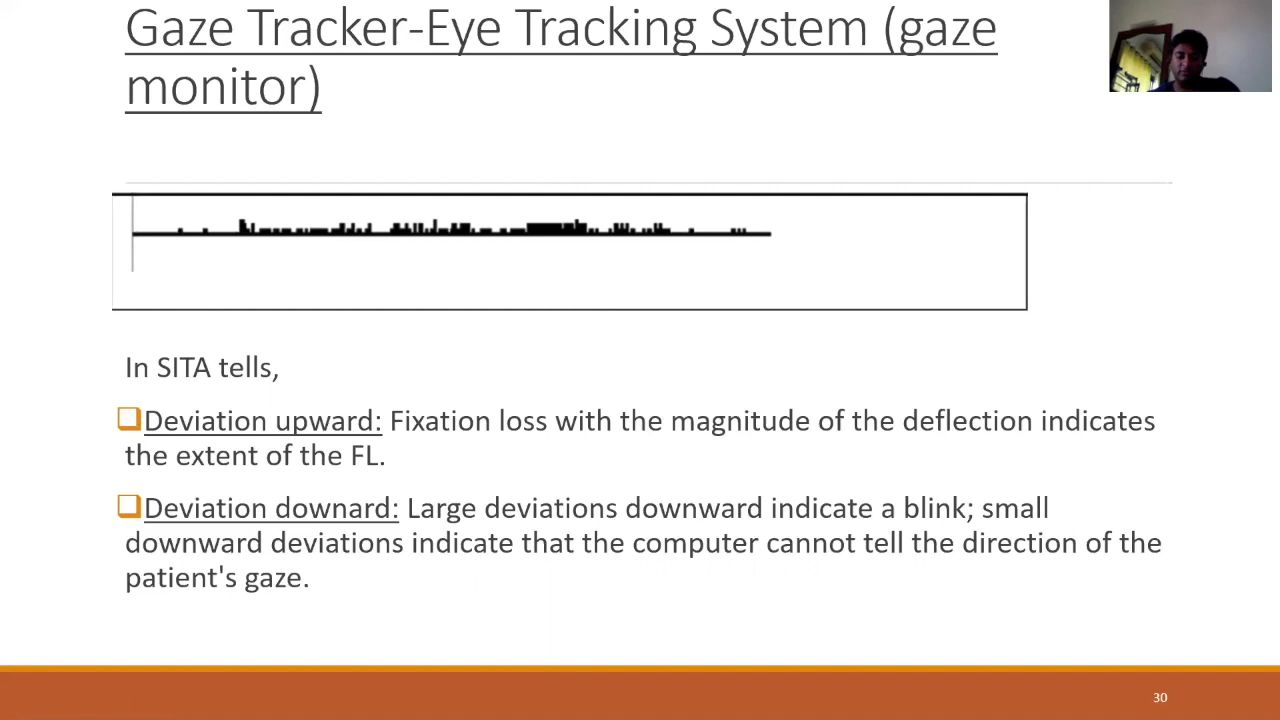 Gaze Tracker-Eye Tracking System (gaze
monitor)
In SITA tells,
Deviation upward: Fixation loss with the magnitude of the deflection indicates
the extent of the FL.
Deviation downard: Large deviations downward indicate a blink; small
downward deviations indicate that the computer cannot tell the direction of the
patient's gaze.
30